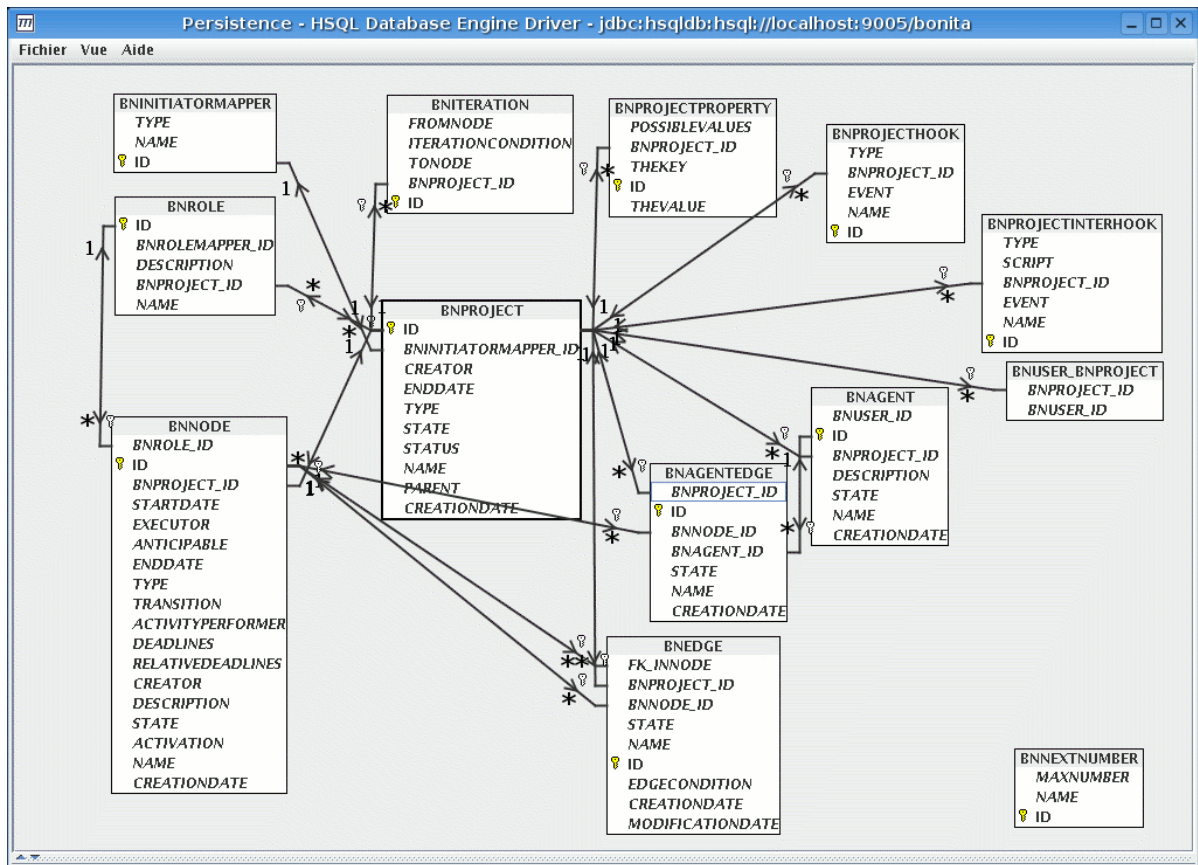 Persistence - HSQL Database Engine Driver - jdbc:hsqldb:hsql://localhost:9005/bonita
Fichier Vue Aide
BNINITIATORMAPPER
TYPE
NAME
ID
BNITERATION
FROMNODE
ITERATIONCONDITION
TONODE
BNPROJECT_ID
ID
BNPROJECTPROPERTY
POSSIBLEVALUES
BNPROJECT_ID
THEKEY
ID
THEVALUE
BNPROJECTHOOK
TYPE
BNPROJECT_ID
EVENT
NAME
ID
BNROLE
ID
BNROLEMAPPER_ID
DESCRIPTION
BNPROJECT_ID
NAME
BNPROJECTINTERHOOK
TYPE
SCRIPT
BNPROJECT_ID
EVENT
NAME
ID
BNPROJECT
ID
BNINITIATORMAPPER_ID
CREATOR
ENDDATE
TYPE
STATE
STATUS
NAME
PARENT
CREATIONDATE
BNUSER_BNPROJECT
BNPROJECT_ID
BNUSER_ID
BNAGENT
BNUSER_ID
ID
BNPROJECT_ID
DESCRIPTION
STATE
NAME
CREATIONDATE
BNNODE
BNROLE_ID
ID
BNPROJECT_ID
STARTDATE
EXECUTOR
ANTICIPABLE
ENDDATE
TYPE
TRANSITION
ACTIVITYPERFORMER
DEADLINES
RELATIVEDEADLINES
CREATOR
DESCRIPTION
STATE
ACTIVATION
NAME
CREATIONDATE
BNAGENTEDGE
BNPROJECT_ID
ID
BNNODE_ID
BNAGENT_ID
STATE
NAME
CREATIONDATE
BNEDGE
FK_INNODE
BNPROJECT_ID
BNNODE_ID
STATE
NAME
ID
EDGECONDITION
CREATIONDATE
MODIFICATIONDATE
BNNEXTNUMBER
MAXNUMBER
NAME
ID